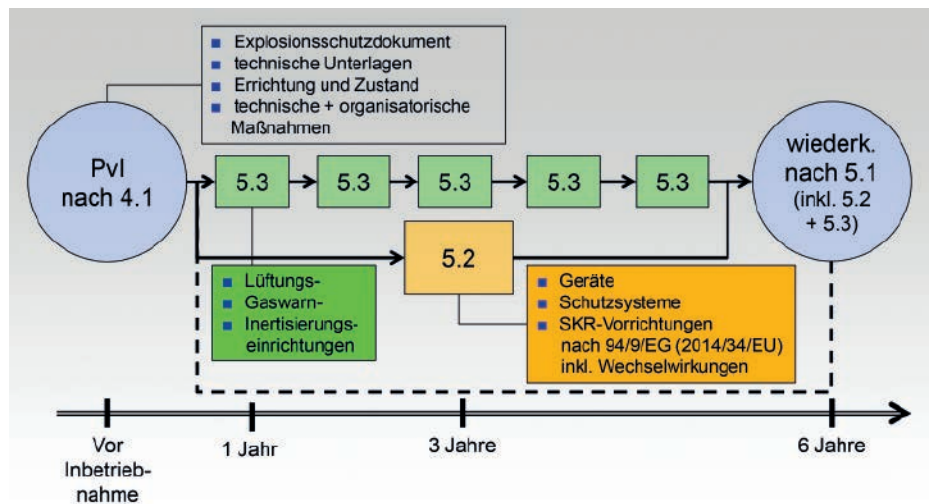 Explosionsschutzdokument
technische Unterlagen
Errichtung und Zustand
technische + organisatorische
Maßnahmen
PvI
nach 4.1
5.3
5.3
5.3
5.3
5.3
wiederk.
nach 5.1
(inkl. 5.2
+ 5.3)
5.2
Lüftungs-
Gaswarn-
Inertisierungs-
einrichtungen
Geräte
Schutzsysteme
SKR-Vorrichtungen
nach 94/9/EG (2014/34/EU)
inkl. Wechselwirkungen
Vor
Inbetrieb-
nahme
1 Jahr
3 Jahre
6 Jahre